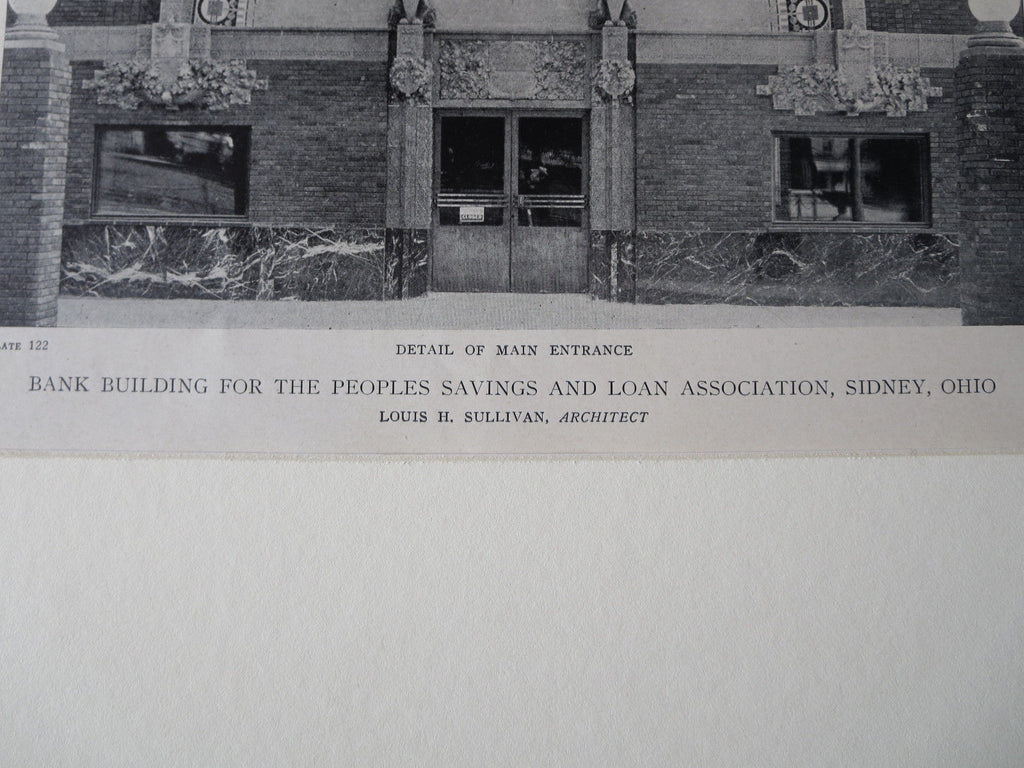 CLOSED
ATE 122
DETAIL OF MAIN ENTRANCE
BANK BUILDING FOR THE PEOPLES SAVINGS AND LOAN ASSOCIATION, SIDNEY, OHIO
LOUIS H. SULLIVAN, ARCHITECT